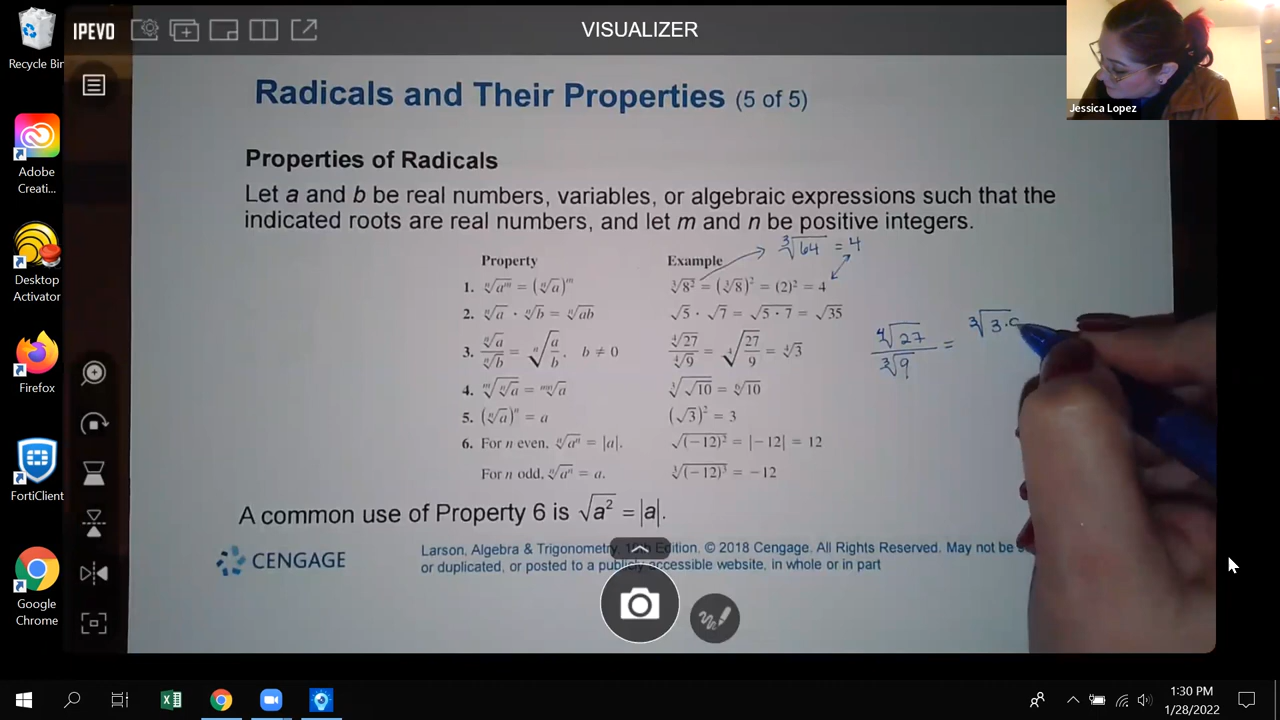 IPEVO
VISUALIZER
Recycle Bin
Jessica Lopez
Radicals and Their Properties (5 of 5)
Properties of Radicals
Let a and b be real numbers, variables, or algebraic expressions such that the
indicated roots are real numbers, and let m and n be positive integers.
∛64 = 4
Property Example
1. ⁿ√aᵐ = (ⁿ√a)ᵐ ∛8² = (∛8)² = (2)² = 4
2. ⁿ√a · ⁿ√b = ⁿ√ab √5 · √7 = √5 · 7 = √35
3. ⁿ√a / ⁿ√b = ⁿ√(a/b), b ≠ 0 ∜27 / ∜9 = ∜(27/9) = ∜3
∜27 / ∛9 = ∛3·
4. ᵐ√ⁿ√a = ᵐⁿ√a ∛√10 = ⁶√10
5. (ⁿ√a)ⁿ = a (√3)² = 3
6. For n even, ⁿ√aⁿ = |a|. √(−12)² = |−12| = 12
For n odd, ⁿ√aⁿ = a. ∛(−12)³ = −12
A common use of Property 6 is √a² = |a|.
CENGAGE
Larson, Algebra & Trigonometry, Edition. © 2018 Cengage. All Rights Reserved. May not be
or duplicated, or posted to a publicly accessible website, in whole or in part
Adobe
Creati...
Desktop
Activator
Firefox
FortiClient
Google
Chrome
1:30 PM
1/28/2022